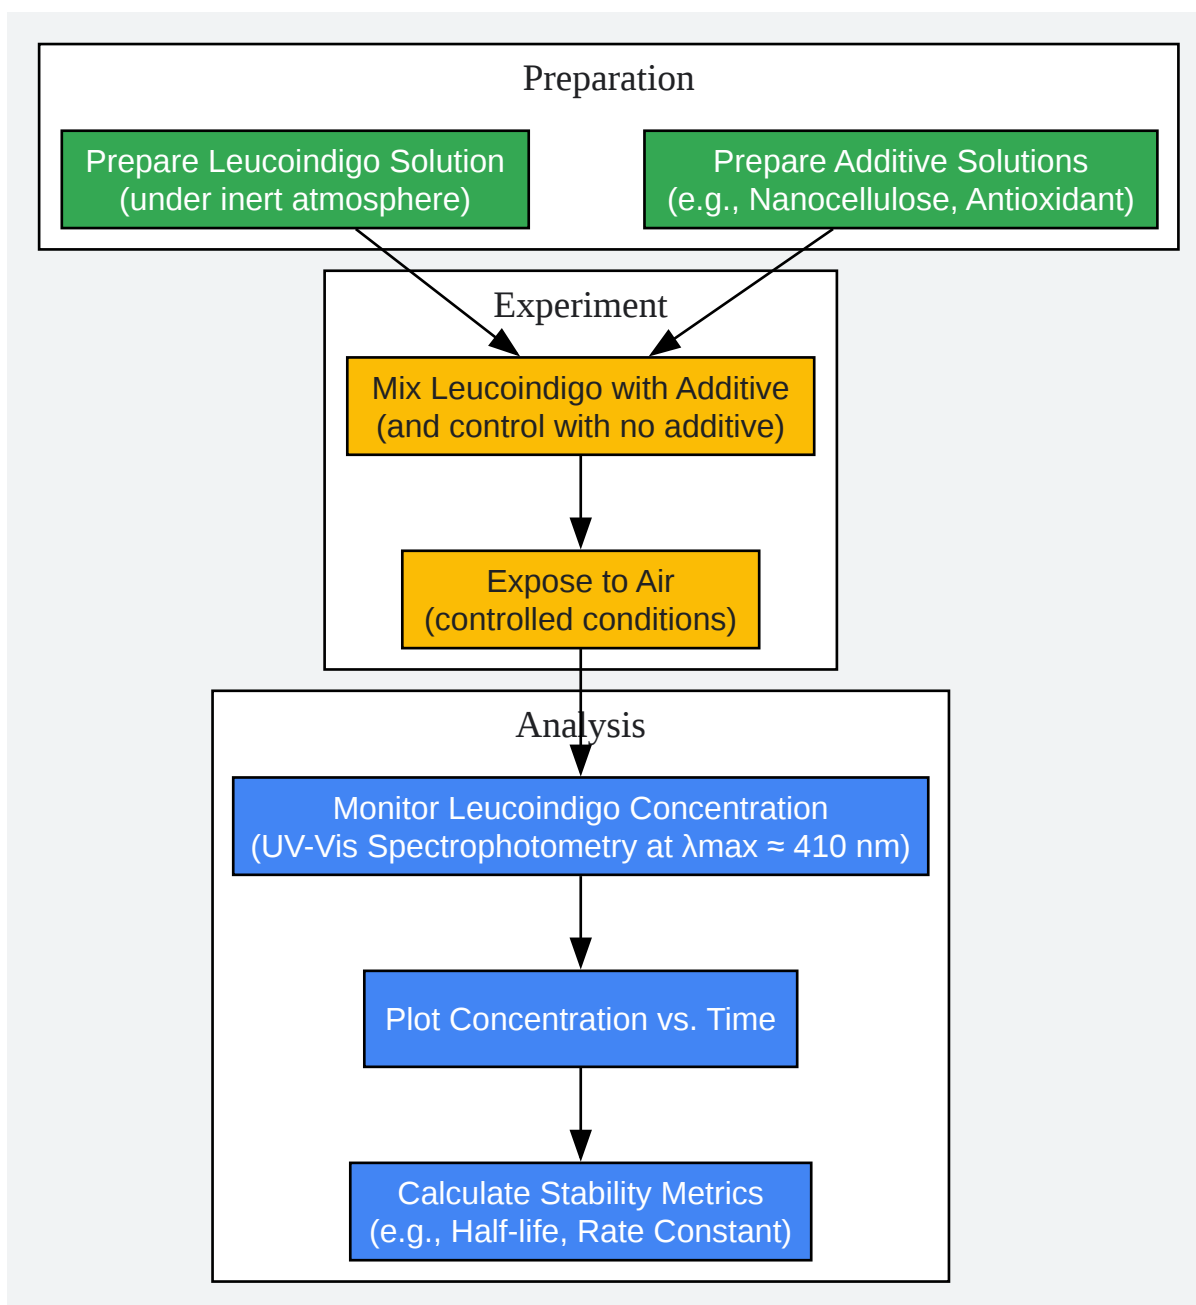 Preparation
Prepare Leucoindigo Solution
(under inert atmosphere)
Prepare Additive Solutions
(e.g., Nanocellulose, Antioxidant)
Experiment
Mix Leucoindigo with Additive
(and control with no additive)
Expose to Air
(controlled conditions)
Analysis
Monitor Leucoindigo Concentration
(UV-Vis Spectrophotometry at λmax ≈ 410 nm)
Plot Concentration vs. Time
Calculate Stability Metrics
(e.g., Half-life, Rate Constant)